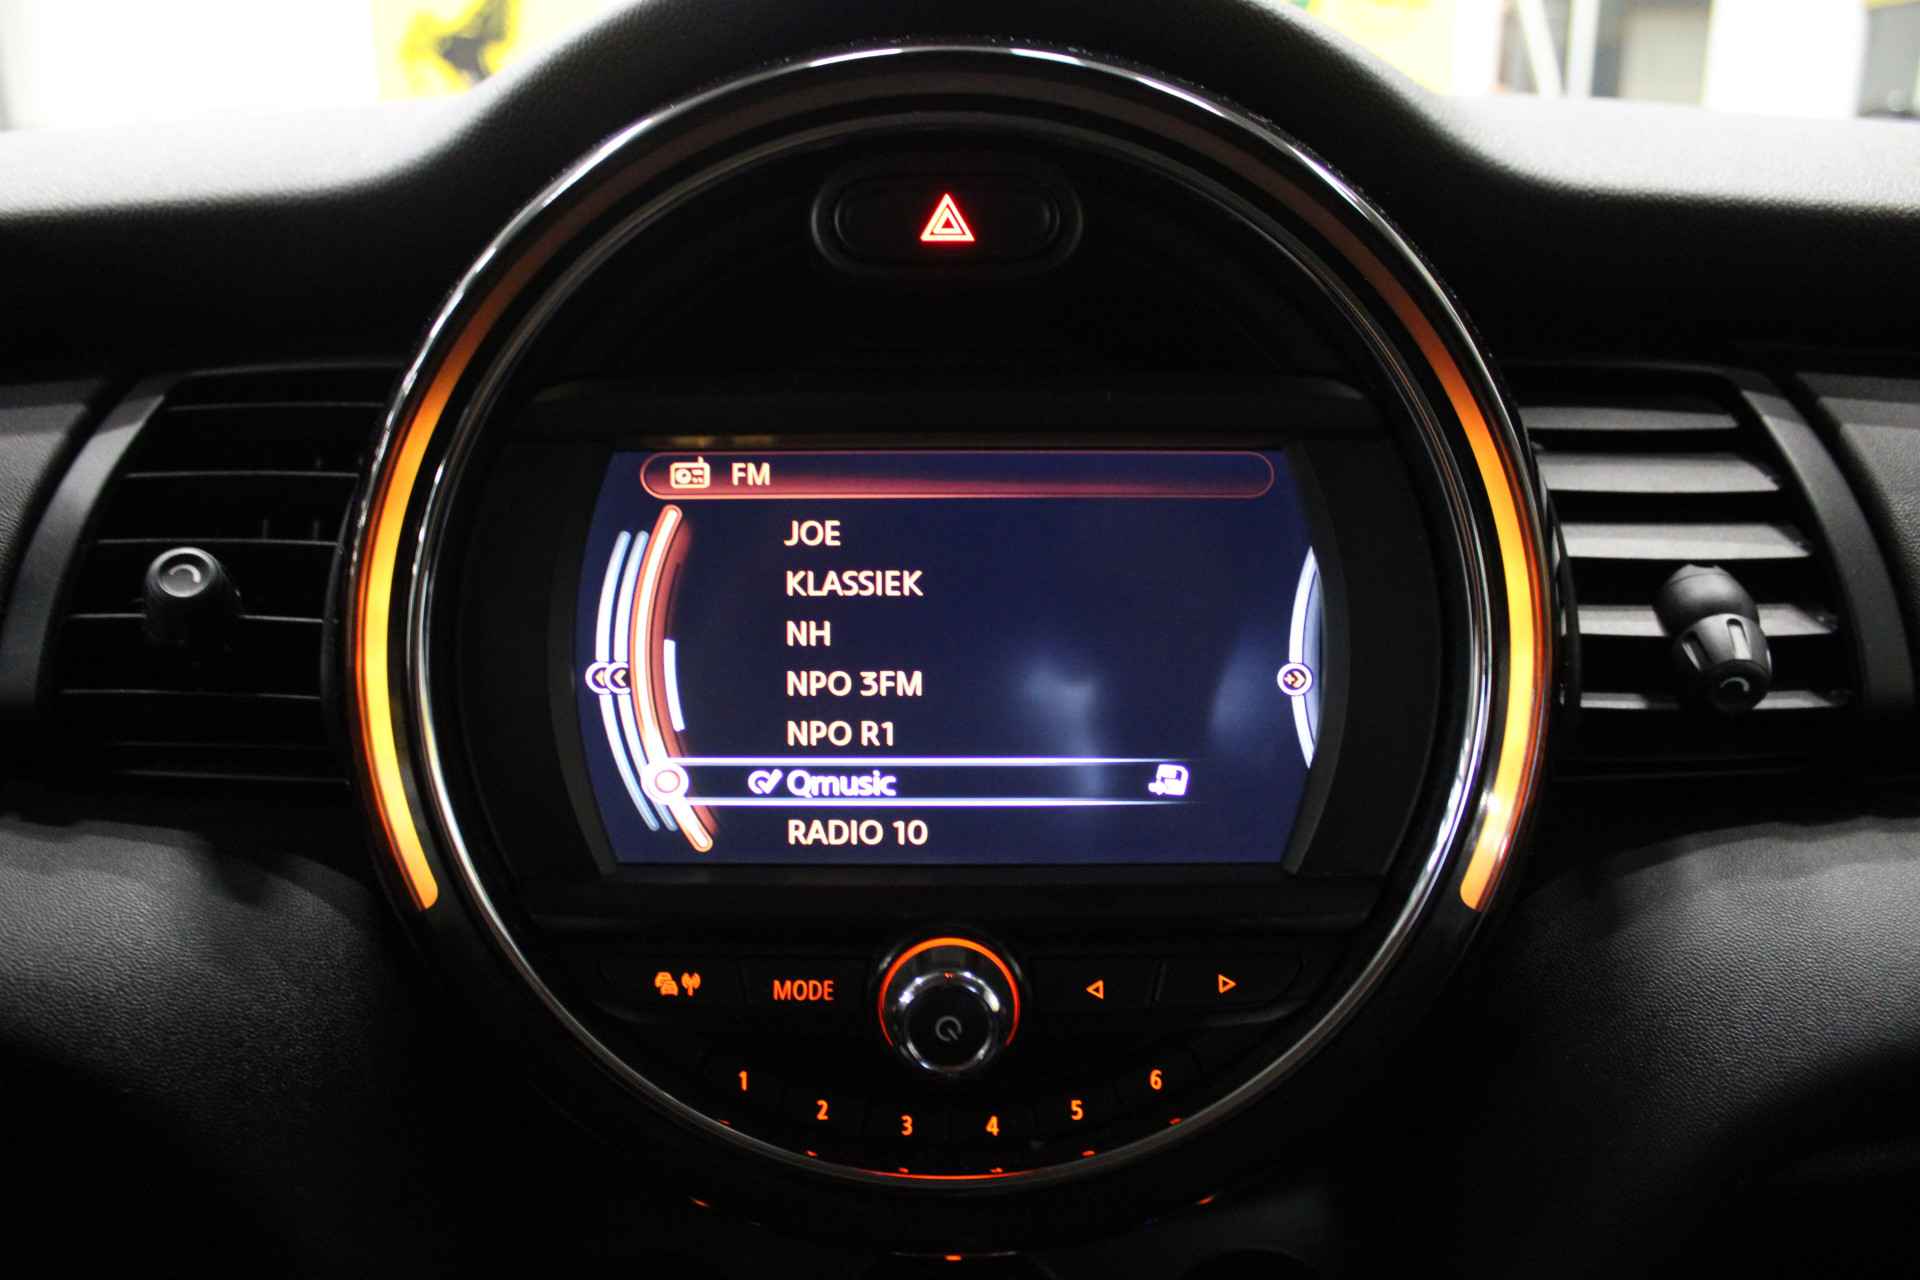 FM
JOE
KLASSIEK
NH
NPO 3FM
NPO R1
Qmusic
RADIO 10
MODE
1 2 3 4 5 6